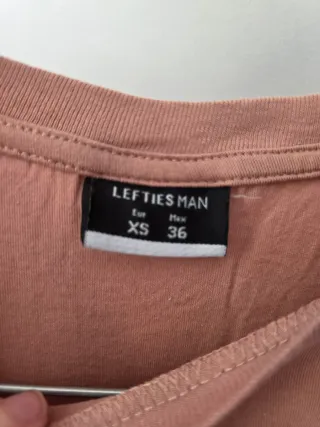 LEFTIES MAN
Eur Mex
XS 36